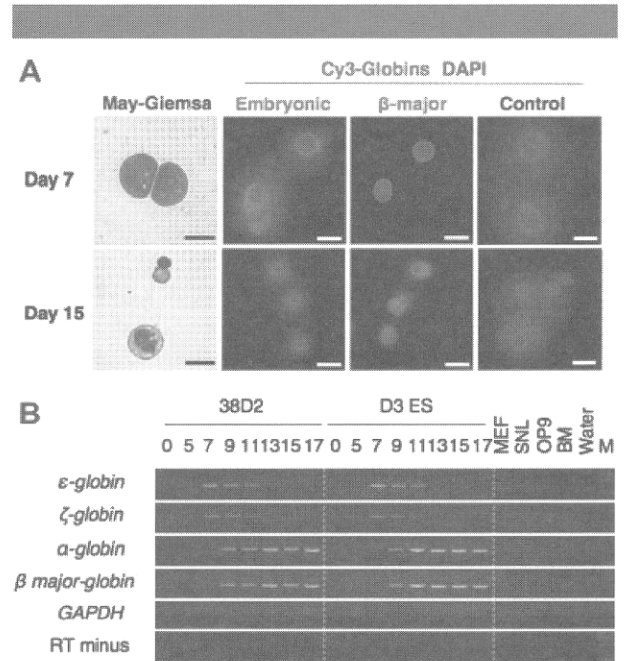 A
Cy3-Globins DAPI
May-Giemsa Embryonic β-major Control
Day 7
Day 15
B
38D2 D3 ES
0 5 7 9 11 13 15 17 0 5 7 9 11 13 15 17 MEF SNL OP9 BM Water M
ε-globin
ζ-globin
α-globin
β major-globin
GAPDH
RT minus